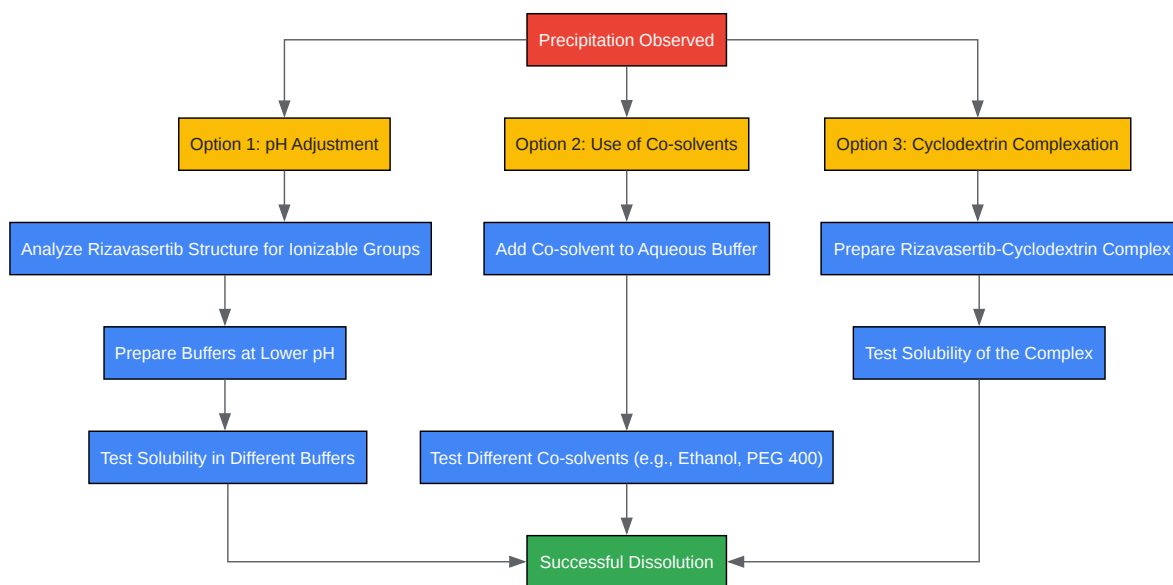 Precipitation Observed
Option 1: pH Adjustment
Option 2: Use of Co-solvents
Option 3: Cyclodextrin Complexation
Analyze Rizavasertib Structure for Ionizable Groups
Add Co-solvent to Aqueous Buffer
Prepare Rizavasertib-Cyclodextrin Complex
Prepare Buffers at Lower pH
Test Solubility of the Complex
Test Solubility in Different Buffers
Test Different Co-solvents (e.g., Ethanol, PEG 400)
Successful Dissolution